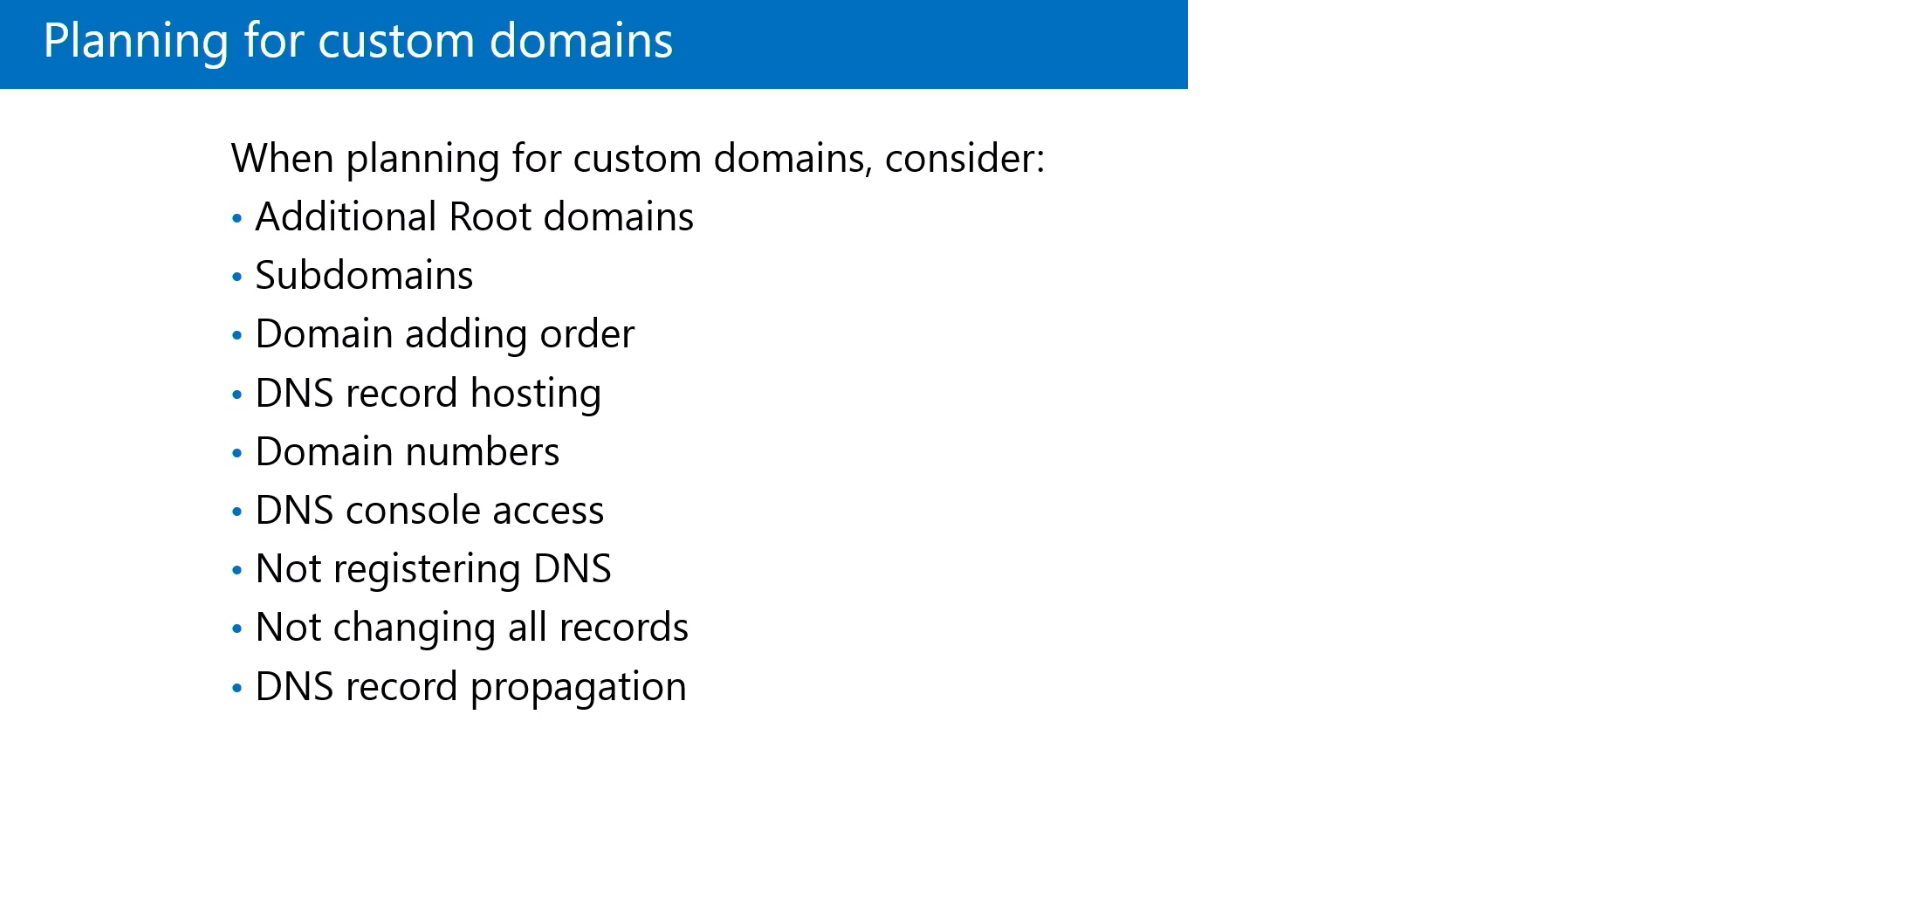 Planning for custom domains
When planning for custom domains, consider:
• Additional Root domains
• Subdomains
• Domain adding order
• DNS record hosting
• Domain numbers
• DNS console access
• Not registering DNS
• Not changing all records
• DNS record propagation